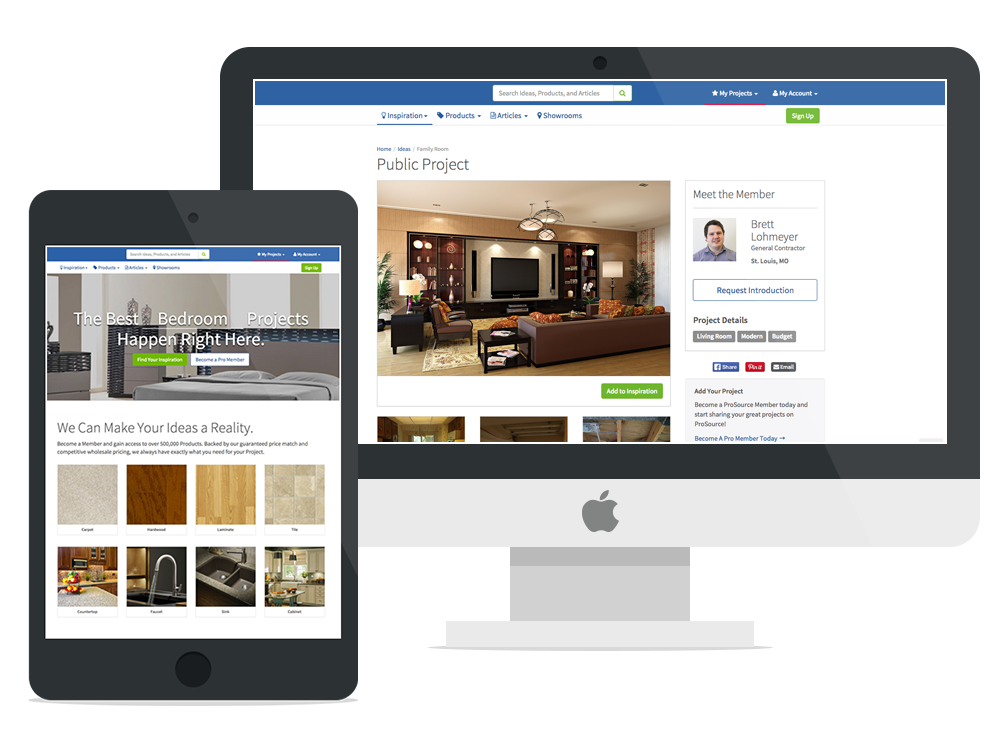 Search Ideas, Products, and Articles
My Projects
My Account
Inspiration
Products
Articles
Showrooms
Sign Up
Home / Ideas / Family Room
Public Project
Meet the Member
Brett
Lohmeyer
General Contractor
St. Louis, MO
Request Introduction
Project Details
Living Room
Modern
Budget
Add to Inspiration
Share
Pin it
Email
Add Your Project
Become a ProSource Member today and
start sharing your great projects on
ProSource!
Become A Pro Member Today →
Search Ideas, Products, and Articles
My Projects
My Account
Inspiration
Products
Articles
Showrooms
Sign Up
The Best Bedroom Projects
Happen Right Here.
Find Your Inspiration
Become a Pro Member
We Can Make Your Ideas a Reality.
Become a Member and gain access to over 500,000 Products. Backed by our guaranteed price match and
competitive wholesale pricing, we always have exactly what you need for your Project.
Carpet
Hardwood
Laminate
Tile
Countertop
Faucet
Sink
Cabinet